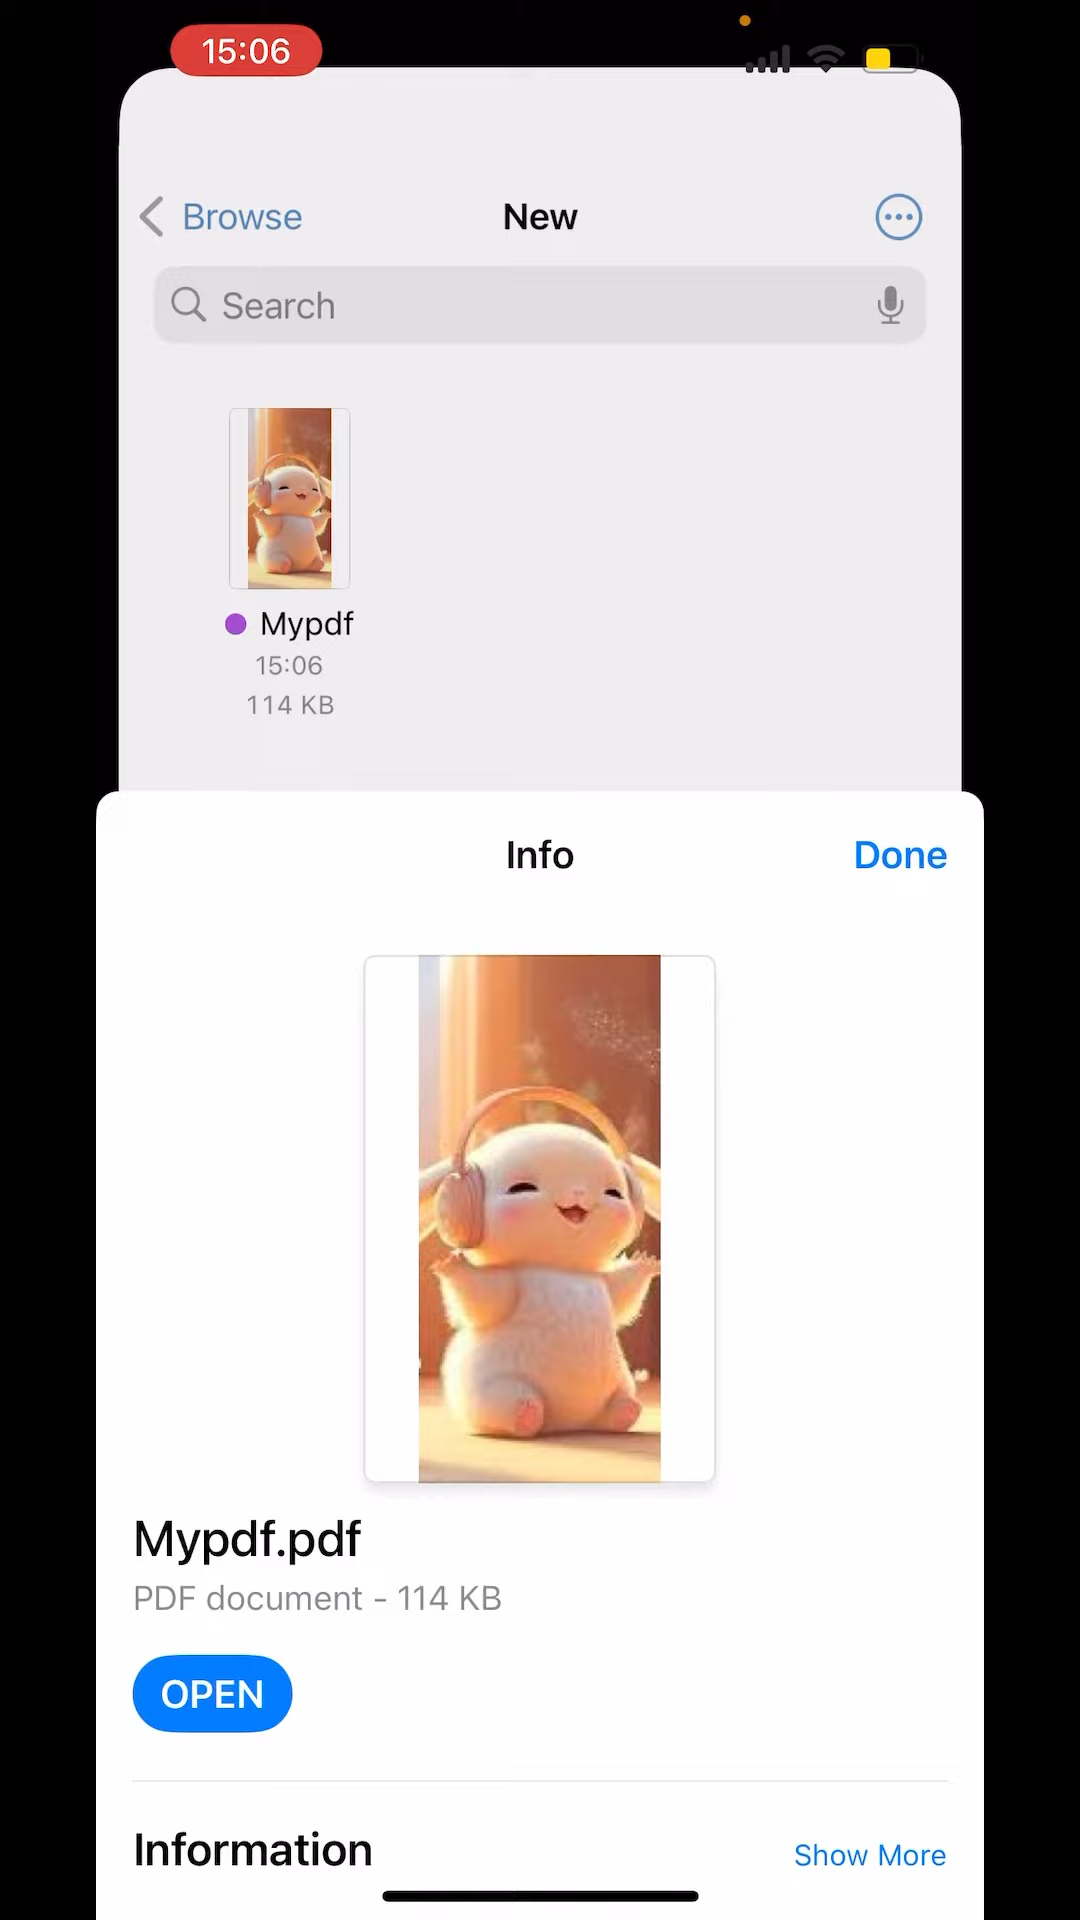 15:06
Browse
New
Search
Mypdf
15:06
114 KB
Info
Done
Mypdf.pdf
PDF document - 114 KB
OPEN
Information
Show More